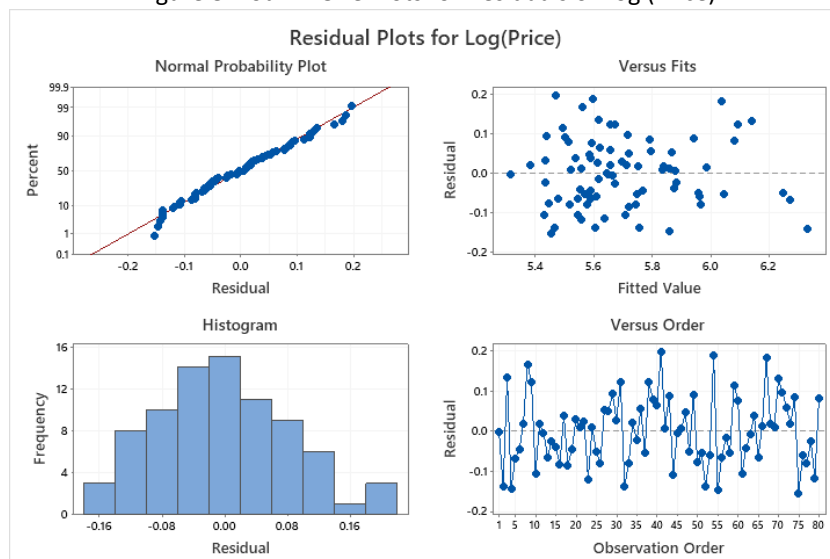 Residual Plots for Log(Price)
Normal Probability Plot
99.9
99
90
50
10
1
0.1
Percent
-0.2 -0.1 0.0 0.1 0.2
Residual
Versus Fits
0.2
0.1
0.0
-0.1
-0.2
Residual
5.4 5.6 5.8 6.0 6.2
Fitted Value
Histogram
16
12
8
4
0
Frequency
-0.16 -0.08 0.00 0.08 0.16
Residual
Versus Order
0.2
0.1
0.0
-0.1
-0.2
Residual
1 5 10 15 20 25 30 35 40 45 50 55 60 65 70 75 80
Observation Order